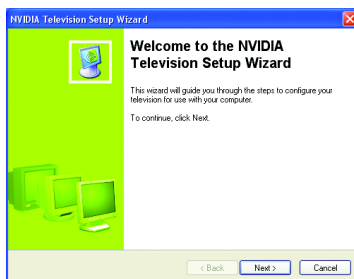 NVIDIA Television Setup Wizard
Welcome to the NVIDIA
Television Setup Wizard
This wizard will guide you through the steps to configure your
television for use with your computer.
To continue, click Next.
< Back
Next >
Cancel